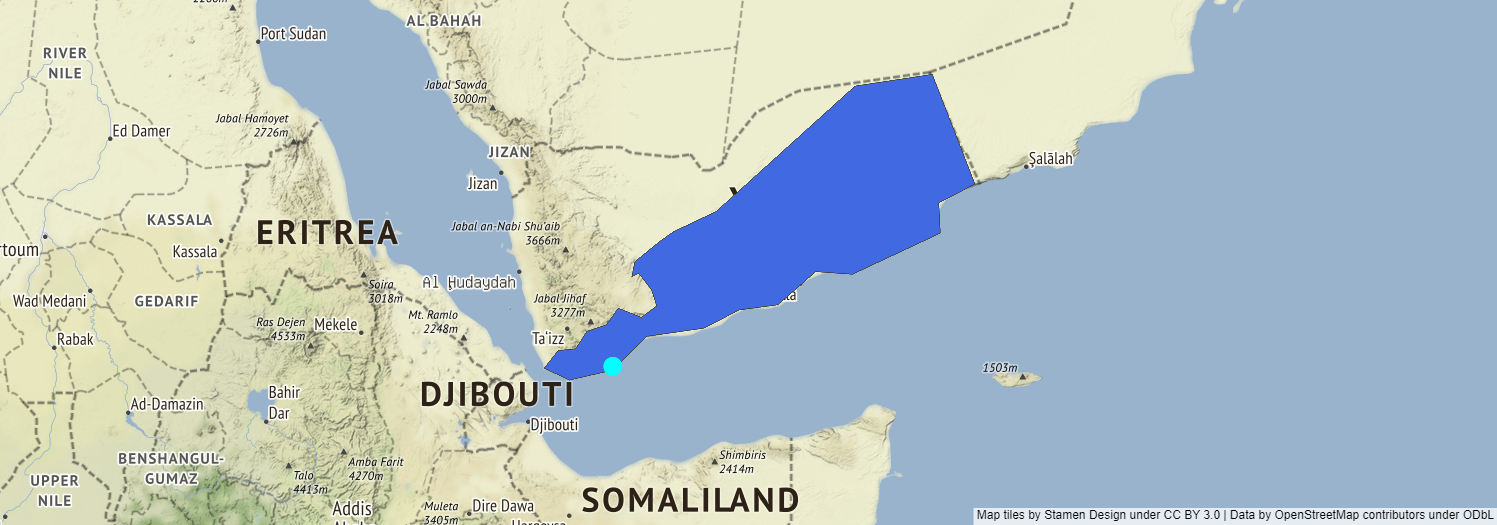 2260m
AL BAHAH
Port Sudan
RIVER
NILE
Jabal Sawda
3000m
Jabal Hamoyet
2726m
Ed Damer
JIZAN
Jizan
Şalālah
KASSALA
Kassala
ERITREA
Jabal an-Nabi Shu'aib
3666m
rtoum
Al Ḩudaydah
Soira
3018m
Wad Medani
GEDARIF
Jabal Jihaf
3277m
Mt. Ramlo
2248m
Ras Dejen
4533m
Mekele
Ta'izz
Rabak
la
1503m
DJIBOUTI
Bahir
Dar
Ad-Damazin
Djibouti
BENSHANGUL-
GUMAZ
Amba Farit
4270m
Shimbiris
2414m
Talo
4413m
UPPER
NILE
SOMALILAND
Muleta
3405m
Dire Dawa
Addis
Map tiles by Stamen Design under CC BY 3.0 | Data by OpenStreetMap contributors under ODbL